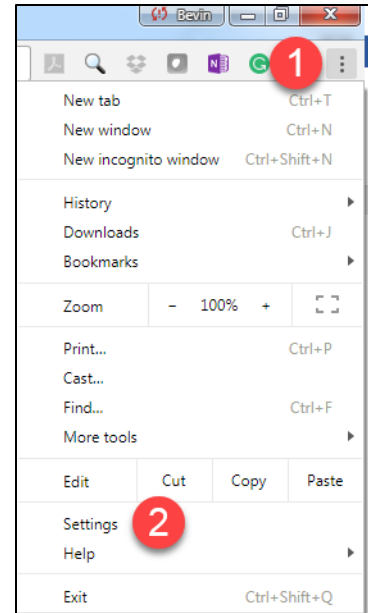 Bevin
1
New tab Ctrl+T
New window Ctrl+N
New incognito window Ctrl+Shift+N
History
Downloads Ctrl+J
Bookmarks
Zoom - 100% +
Print... Ctrl+P
Cast...
Find... Ctrl+F
More tools
Edit Cut Copy Paste
Settings 2
Help
Exit Ctrl+Shift+Q